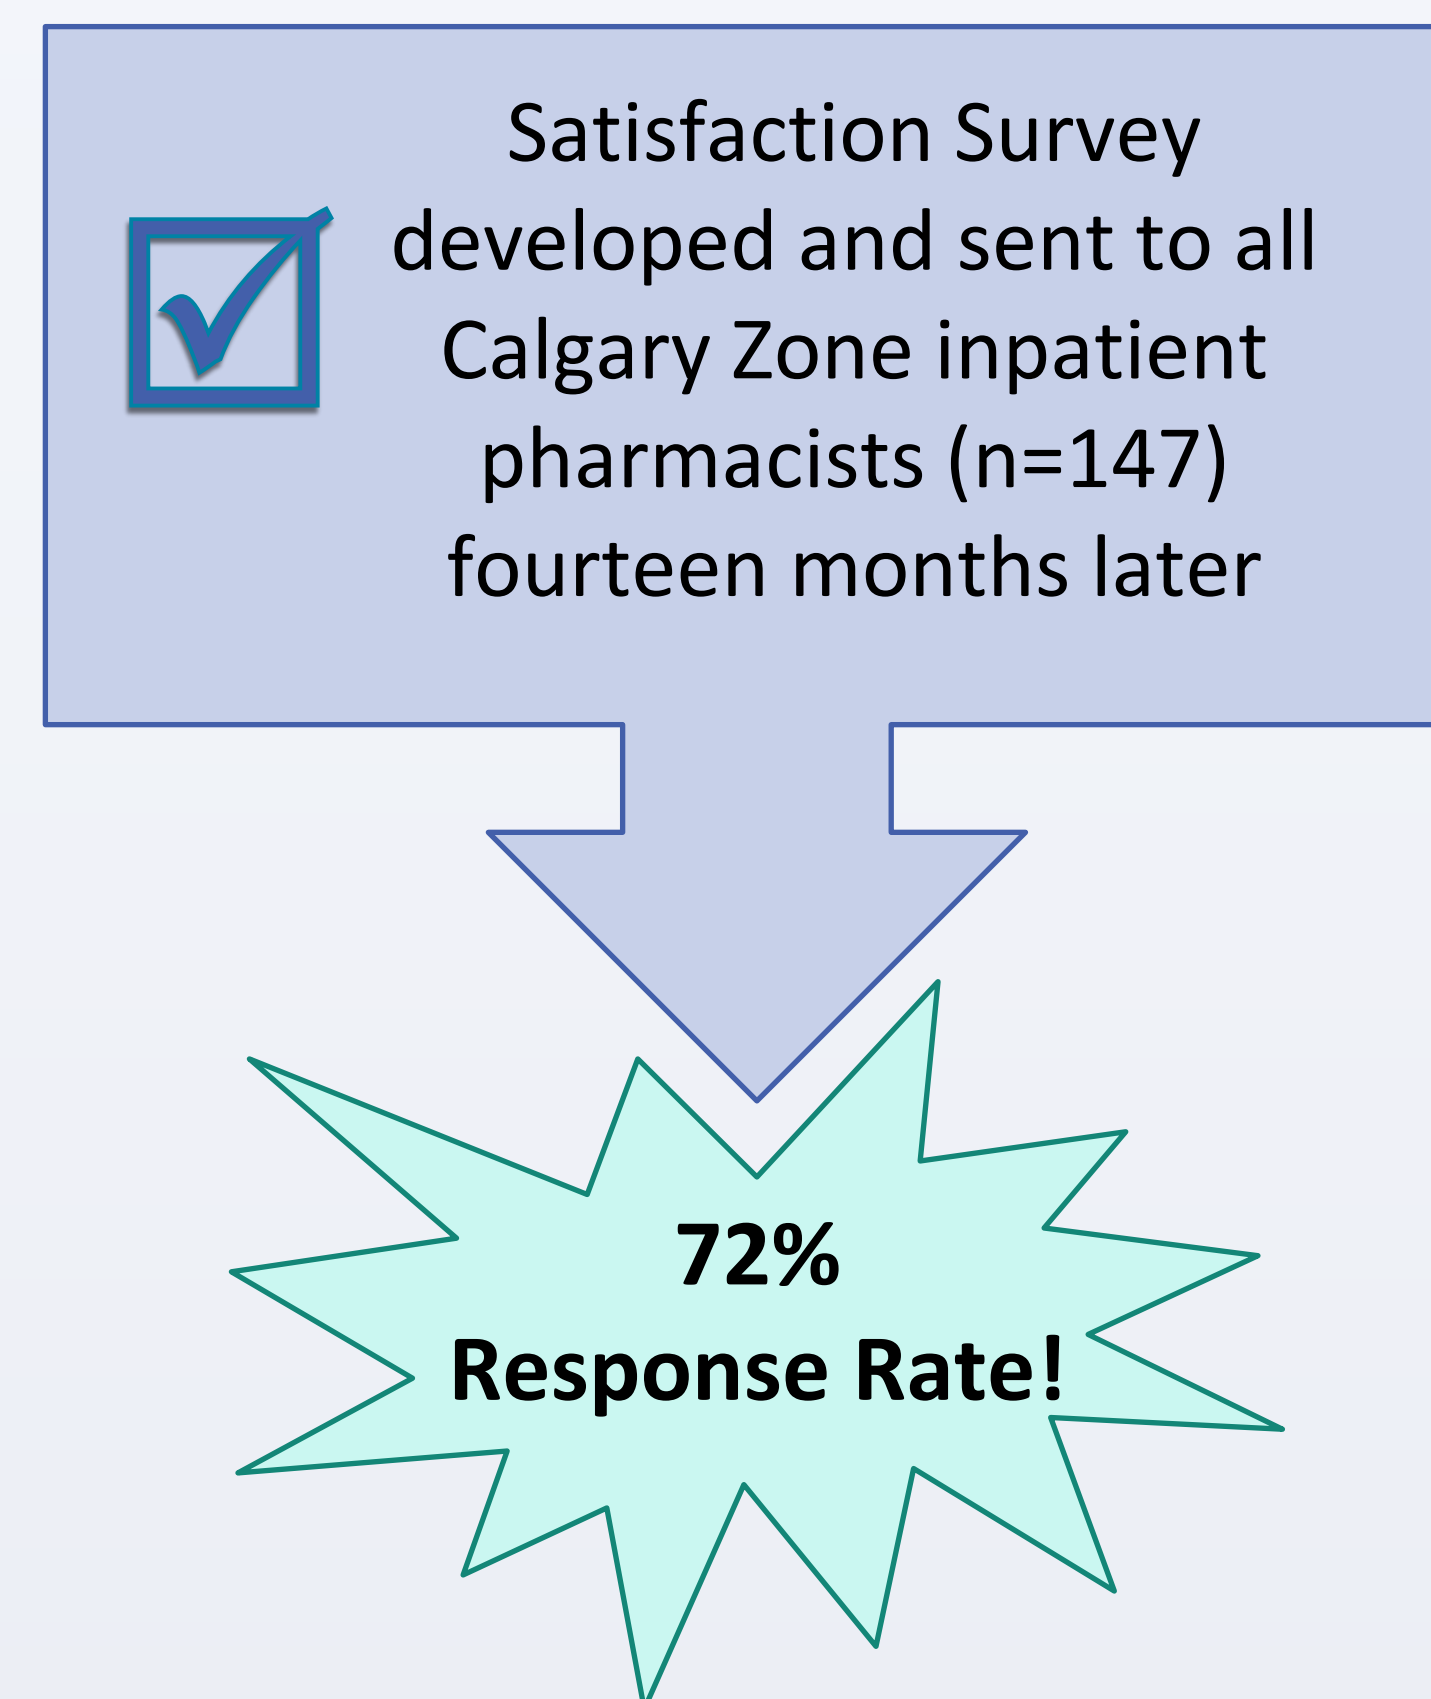 Satisfaction Survey
developed and sent to all
Calgary Zone inpatient
pharmacists (n=147)
fourteen months later
72%
Response Rate!